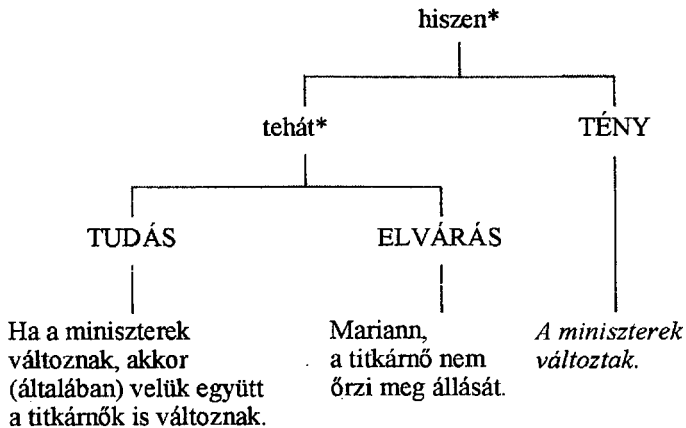 hiszen*
tehát*
TÉNY
TUDÁS
ELVÁRÁS
Ha a miniszterek
változnak, akkor
(általában) velük együtt
a titkárnők is változnak.
Mariann,
a titkárnő nem
őrzi meg állását.
A miniszterek
változtak.